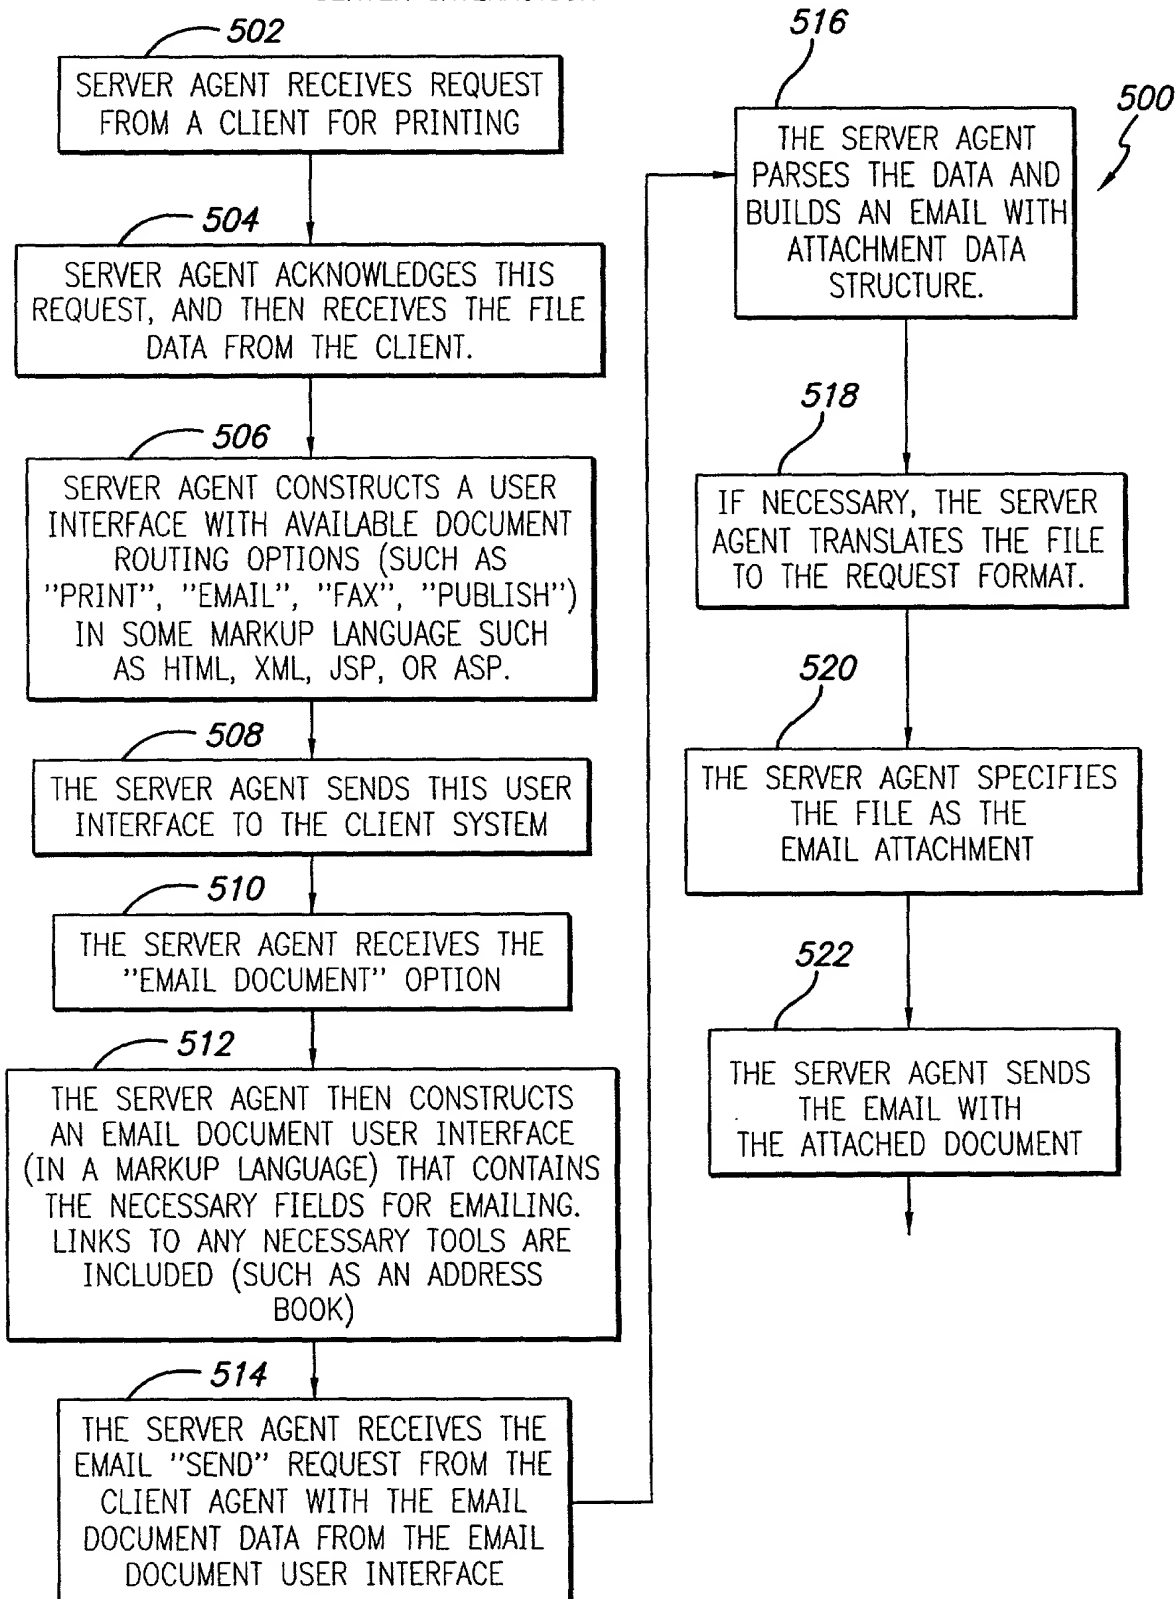 502
SERVER AGENT RECEIVES REQUEST
FROM A CLIENT FOR PRINTING
504
SERVER AGENT ACKNOWLEDGES THIS
REQUEST, AND THEN RECEIVES THE FILE
DATA FROM THE CLIENT.
506
SERVER AGENT CONSTRUCTS A USER
INTERFACE WITH AVAILABLE DOCUMENT
ROUTING OPTIONS (SUCH AS
"PRINT", "EMAIL", "FAX", "PUBLISH")
IN SOME MARKUP LANGUAGE SUCH
AS HTML, XML, JSP, OR ASP.
508
THE SERVER AGENT SENDS THIS USER
INTERFACE TO THE CLIENT SYSTEM
510
THE SERVER AGENT RECEIVES THE
"EMAIL DOCUMENT" OPTION
512
THE SERVER AGENT THEN CONSTRUCTS
AN EMAIL DOCUMENT USER INTERFACE
(IN A MARKUP LANGUAGE) THAT CONTAINS
THE NECESSARY FIELDS FOR EMAILING.
LINKS TO ANY NECESSARY TOOLS ARE
INCLUDED (SUCH AS AN ADDRESS
BOOK)
514
THE SERVER AGENT RECEIVES THE
EMAIL "SEND" REQUEST FROM THE
CLIENT AGENT WITH THE EMAIL
DOCUMENT DATA FROM THE EMAIL
DOCUMENT USER INTERFACE
516
THE SERVER AGENT
PARSES THE DATA AND
BUILDS AN EMAIL WITH
ATTACHMENT DATA
STRUCTURE.
500
518
IF NECESSARY, THE SERVER
AGENT TRANSLATES THE FILE
TO THE REQUEST FORMAT.
520
THE SERVER AGENT SPECIFIES
THE FILE AS THE
EMAIL ATTACHMENT
522
THE SERVER AGENT SENDS
THE EMAIL WITH
THE ATTACHED DOCUMENT